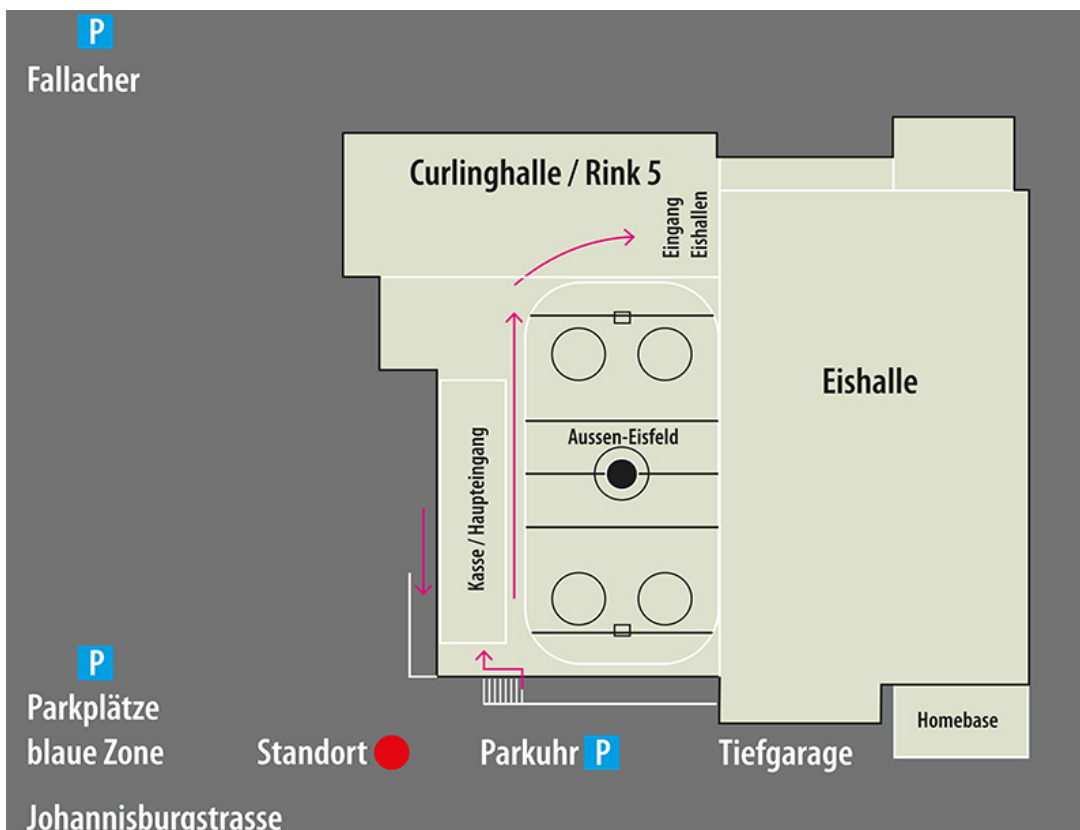 P
Fallacher
Curlinghalle / Rink 5
Eingang
Eishallen
Eishalle
Aussen-Eisfeld
Kasse / Haupteingang
P
Parkplätze
blaue Zone
Standort
Parkuhr P
Tiefgarage
Homebase
Johannisburgstrasse